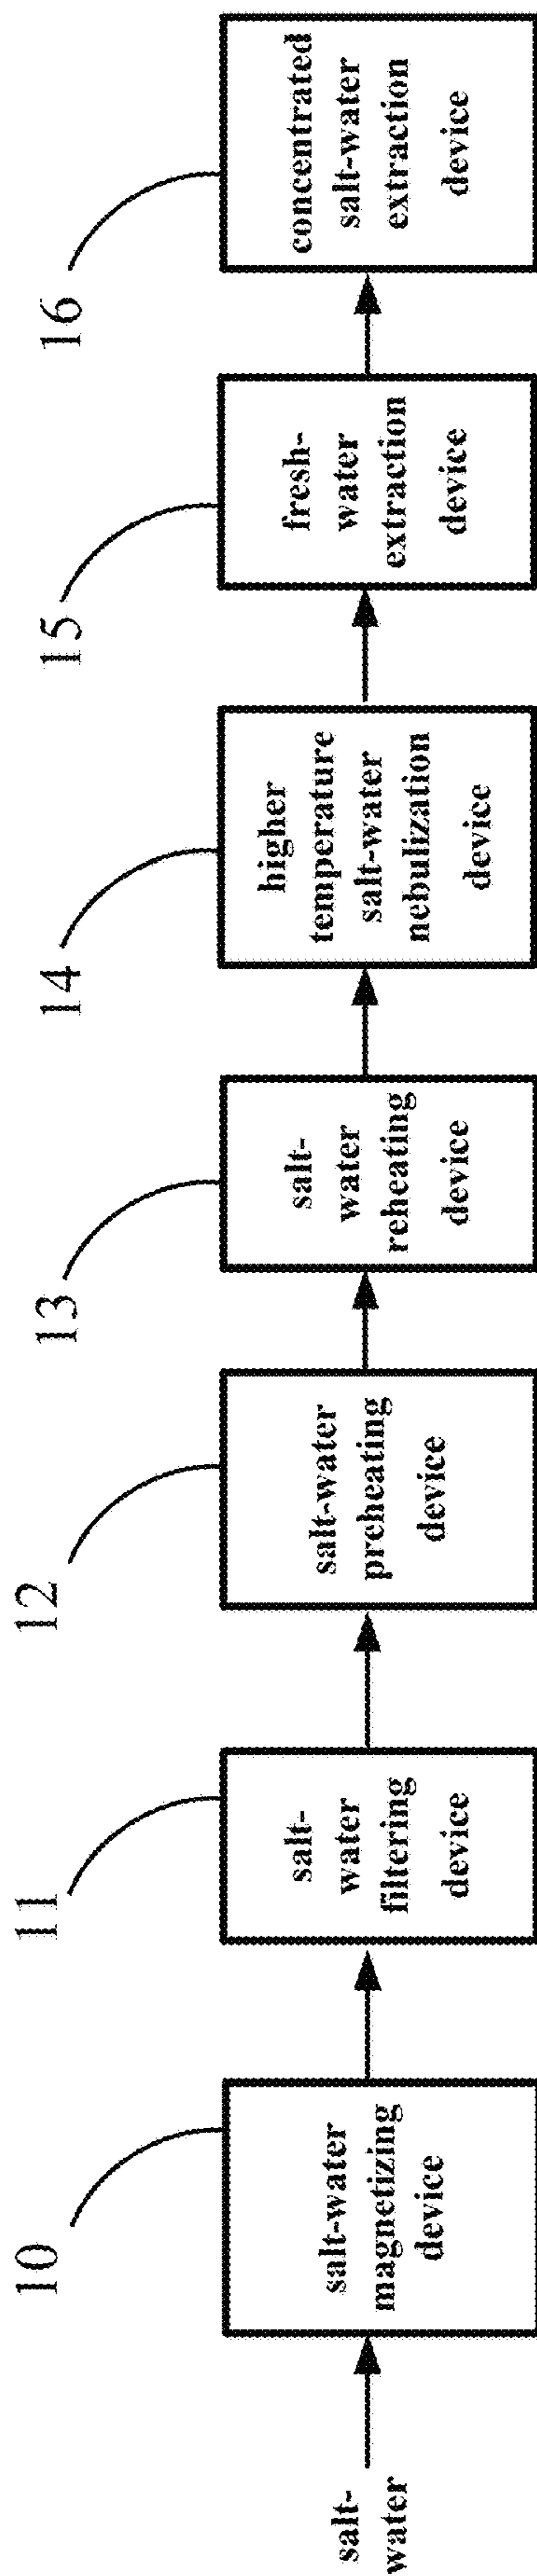 salt-
water
10
salt-water
magnetizing
device
11
salt-
water
filtering
device
12
salt-water
preheating
device
13
salt-
water
reheating
device
14
higher
temperature
salt-water
nebulization
device
15
fresh-
water
extraction
device
16
concentrated
salt-water
extraction
device